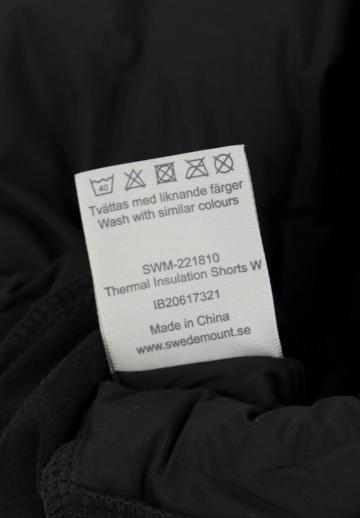 40
Tvättas med liknande färger
Wash with similar colours
SWM-221810
Thermal Insulation Shorts W
IB20617321
Made in China
www.swedemount.se